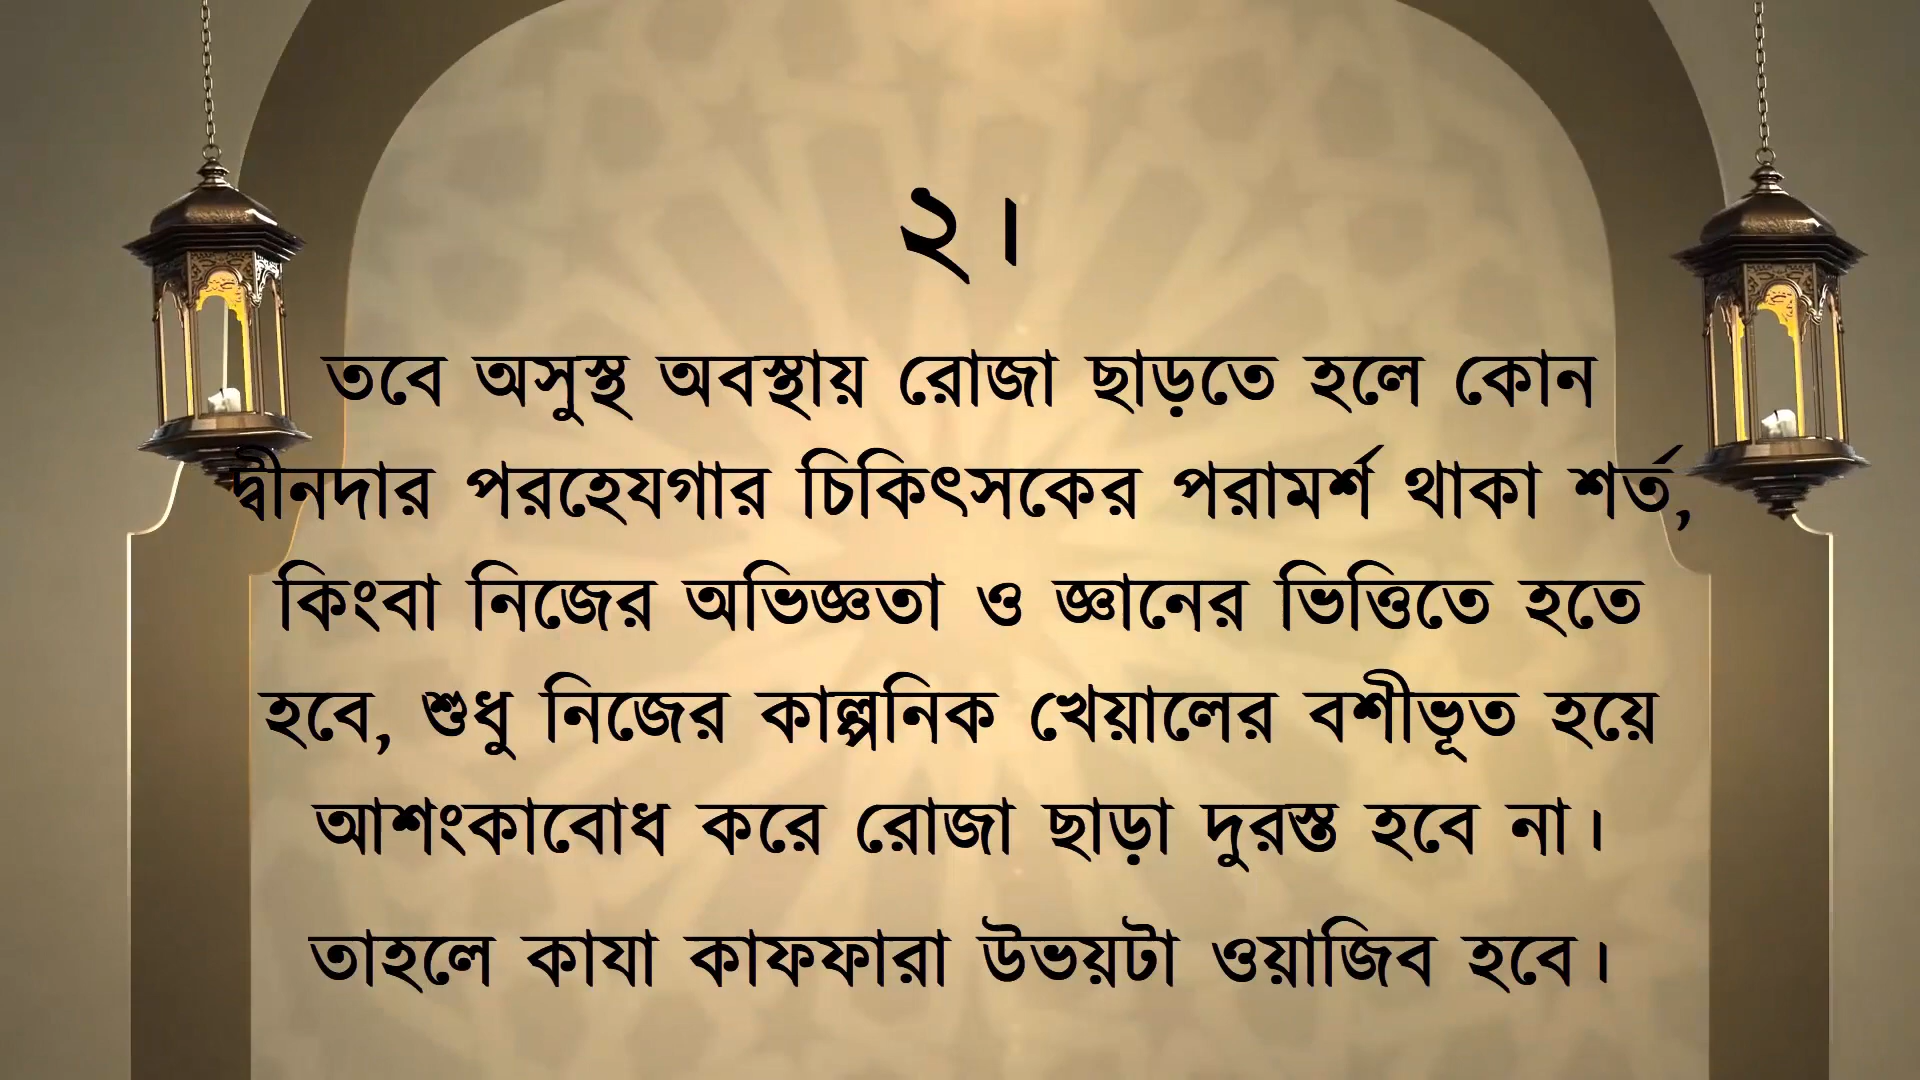 ২।
তবে অসুস্থ অবস্থায় রোজা ছাড়তে হলে কোন
দ্বীনদার পরহেযগার চিকিৎসকের পরামর্শ থাকা শর্ত,
কিংবা নিজের অভিজ্ঞতা ও জ্ঞানের ভিত্তিতে হতে
হবে, শুধু নিজের কাল্পনিক খেয়ালের বশীভূত হয়ে
আশংকাবোধ করে রোজা ছাড়া দুরস্ত হবে না।
তাহলে কাযা কাফফারা উভয়টা ওয়াজিব হবে।